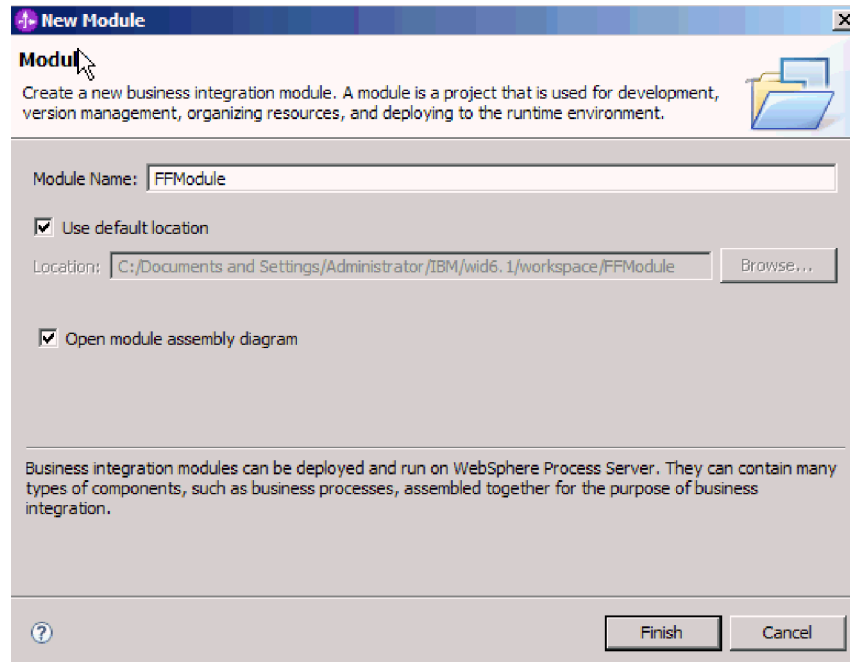 New Module
Modul
Create a new business integration module. A module is a project that is used for development,
version management, organizing resources, and deploying to the runtime environment.
Module Name: FFModule
Use default location
Location: C:/Documents and Settings/Administrator/IBM/wid6.1/workspace/FFModule Browse...
Open module assembly diagram
Business integration modules can be deployed and run on WebSphere Process Server. They can contain many
types of components, such as business processes, assembled together for the purpose of business
integration.
? Finish Cancel